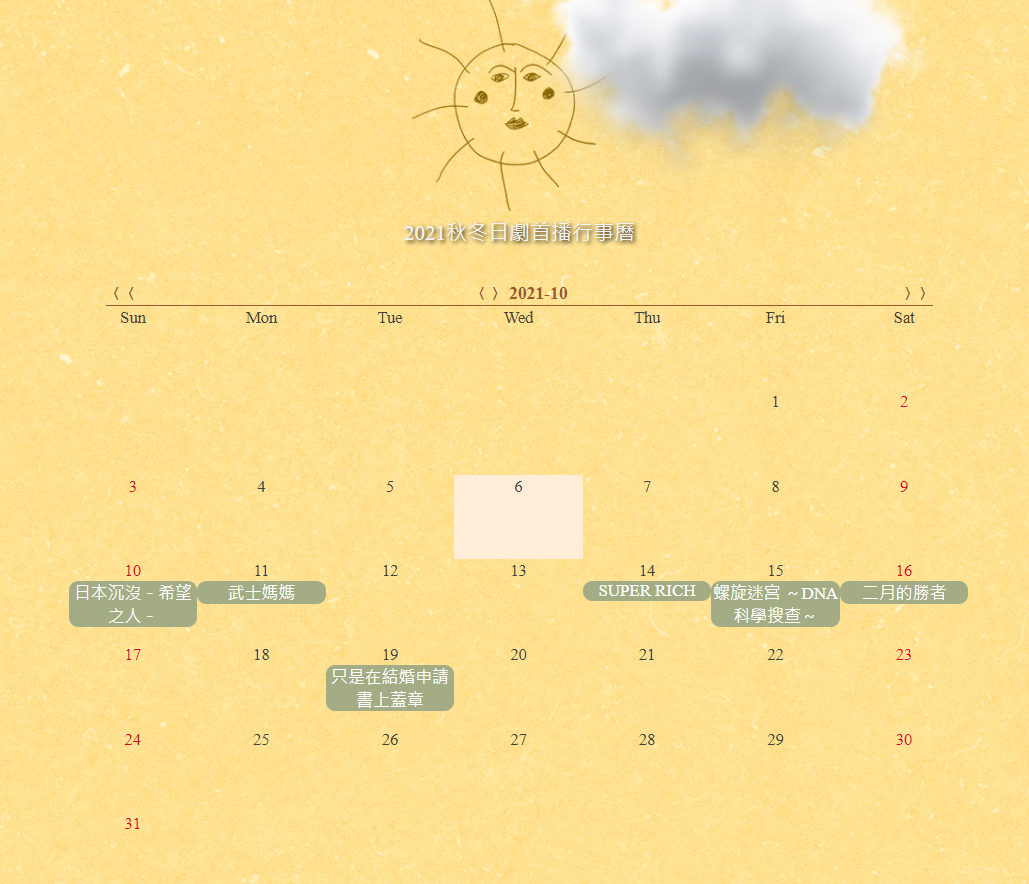 2021秋冬日劇首播行事曆
〈〈 〈 〉 2021-10 〉〉
Sun Mon Tue Wed Thu Fri Sat
1 2
3 4 5 6 7 8 9
10 11 12 13 14 15 16
日本沉沒－希望 武士媽媽 SUPER RICH 螺旋迷宮 ～DNA 二月的勝者
之人－ 科學搜查～
17 18 19 20 21 22 23
只是在結婚申請
書上蓋章
24 25 26 27 28 29 30
31